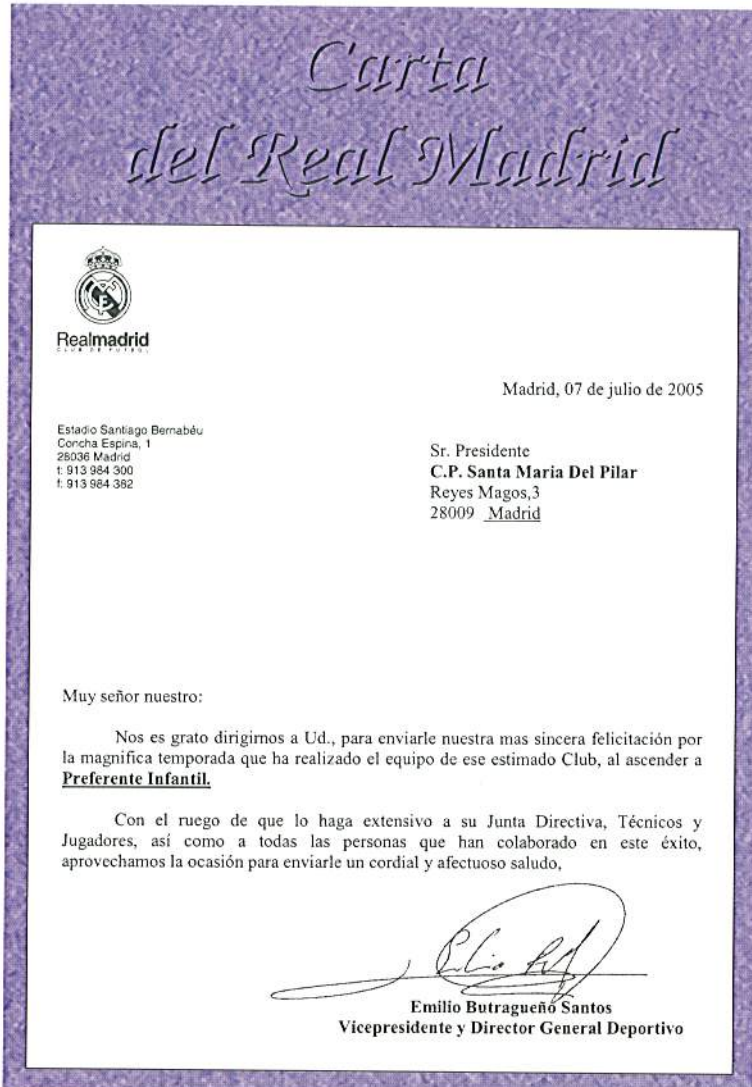 Carta
del Real Madrid
Realmadrid
CLUB DE FUTBOL
Madrid, 07 de julio de 2005
Estadio Santiago Bernabéu
Concha Espina, 1
28036 Madrid
t: 913 984 300
f: 913 984 382
Sr. Presidente
C.P. Santa Maria Del Pilar
Reyes Magos,3
28009 Madrid
Muy señor nuestro:
Nos es grato dirigirnos a Ud., para enviarle nuestra mas sincera felicitación por
la magnifica temporada que ha realizado el equipo de ese estimado Club, al ascender a
Preferente Infantil.
Con el ruego de que lo haga extensivo a su Junta Directiva, Técnicos y
Jugadores, así como a todas las personas que han colaborado en este éxito,
aprovechamos la ocasión para enviarle un cordial y afectuoso saludo,
Emilio Butragueño Santos
Vicepresidente y Director General Deportivo